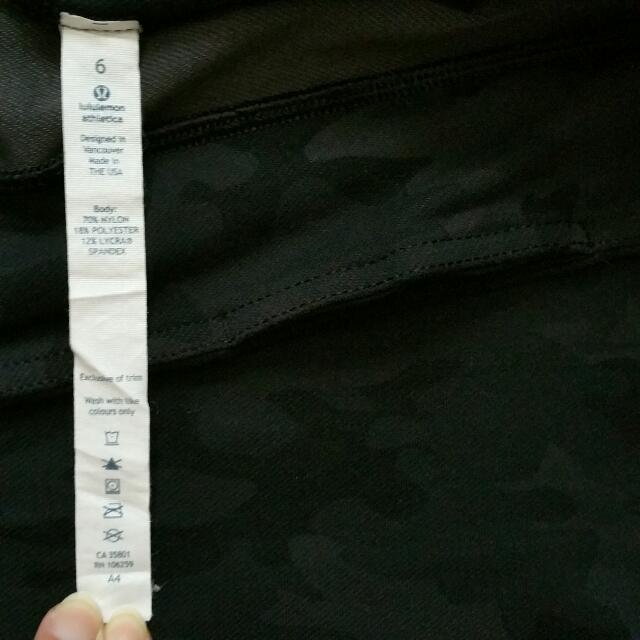 6
lululemon
athletica
Designed in
Vancouver
Made in
THE USA
Body:
70% NYLON
18% POLYESTER
12% LYCRA®
SPANDEX
Exclusive of trim
Wash with like
colours only
CA 35801
RN 106259
A4